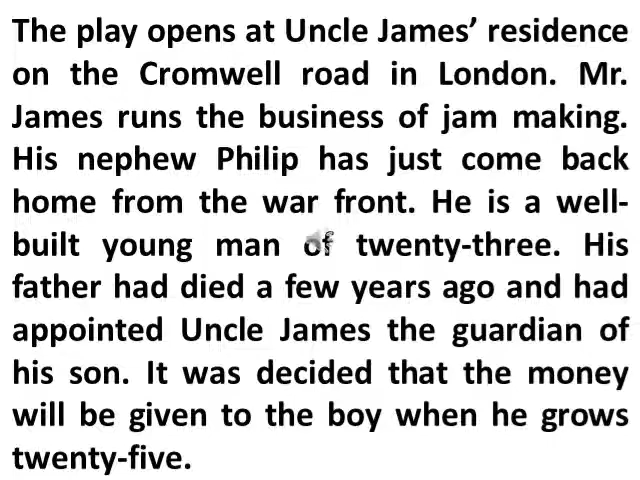 The play opens at Uncle James’ residence
on the Cromwell road in London. Mr.
James runs the business of jam making.
His nephew Philip has just come back
home from the war front. He is a well-
built young man of twenty-three. His
father had died a few years ago and had
appointed Uncle James the guardian of
his son. It was decided that the money
will be given to the boy when he grows
twenty-five.